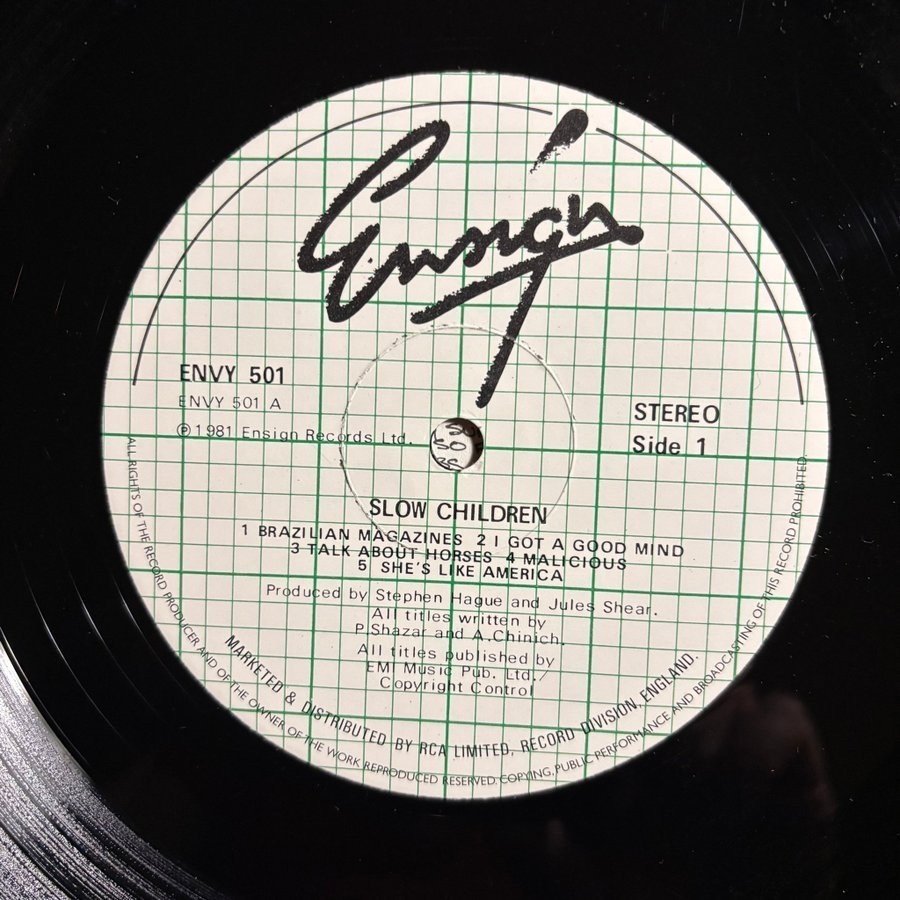 Ensign
ENVY 501
ENVY 501 A
℗ 1981 Ensign Records Ltd.
STEREO
Side 1
SLOW CHILDREN
1 BRAZILIAN MAGAZINES 2 I GOT A GOOD MIND
3 TALK ABOUT HORSES 4 MALICIOUS
5 SHE'S LIKE AMERICA
Produced by Stephen Hague and Jules Shear.
All titles written by
P.Shazar and A.Chinich.
All titles published by
EMI Music Pub. Ltd./
Copyright Control
MARKETED & DISTRIBUTED BY RCA LIMITED, RECORD DIVISION, ENGLAND.
ALL RIGHTS OF THE RECORD PRODUCER AND OF THE OWNER OF THE WORK REPRODUCED RESERVED. COPYING, PUBLIC PERFORMANCE AND BROADCASTING OF THIS RECORD PROHIBITED.